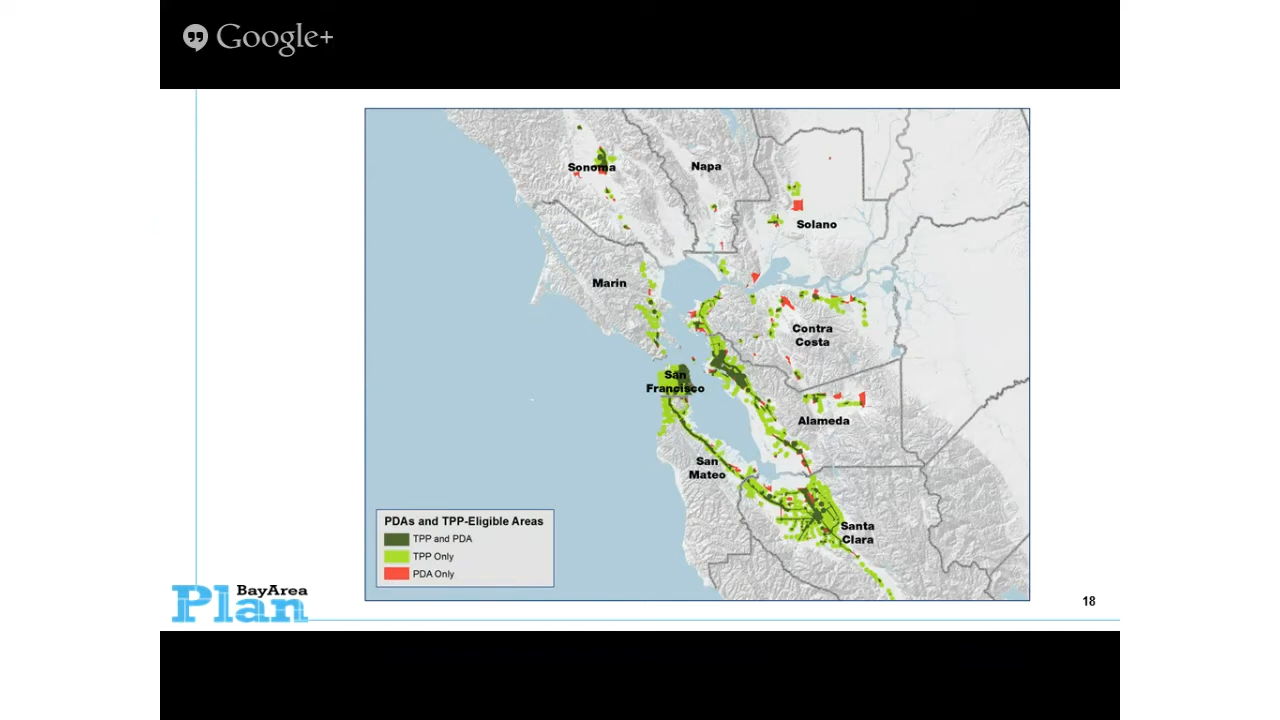 Google+
Sonoma
Napa
Solano
Marin
Contra
Costa
San
Francisco
Alameda
San
Mateo
Santa
Clara
PDAs and TPP-Eligible Areas
TPP and PDA
TPP Only
PDA Only
BayArea
Plan
18